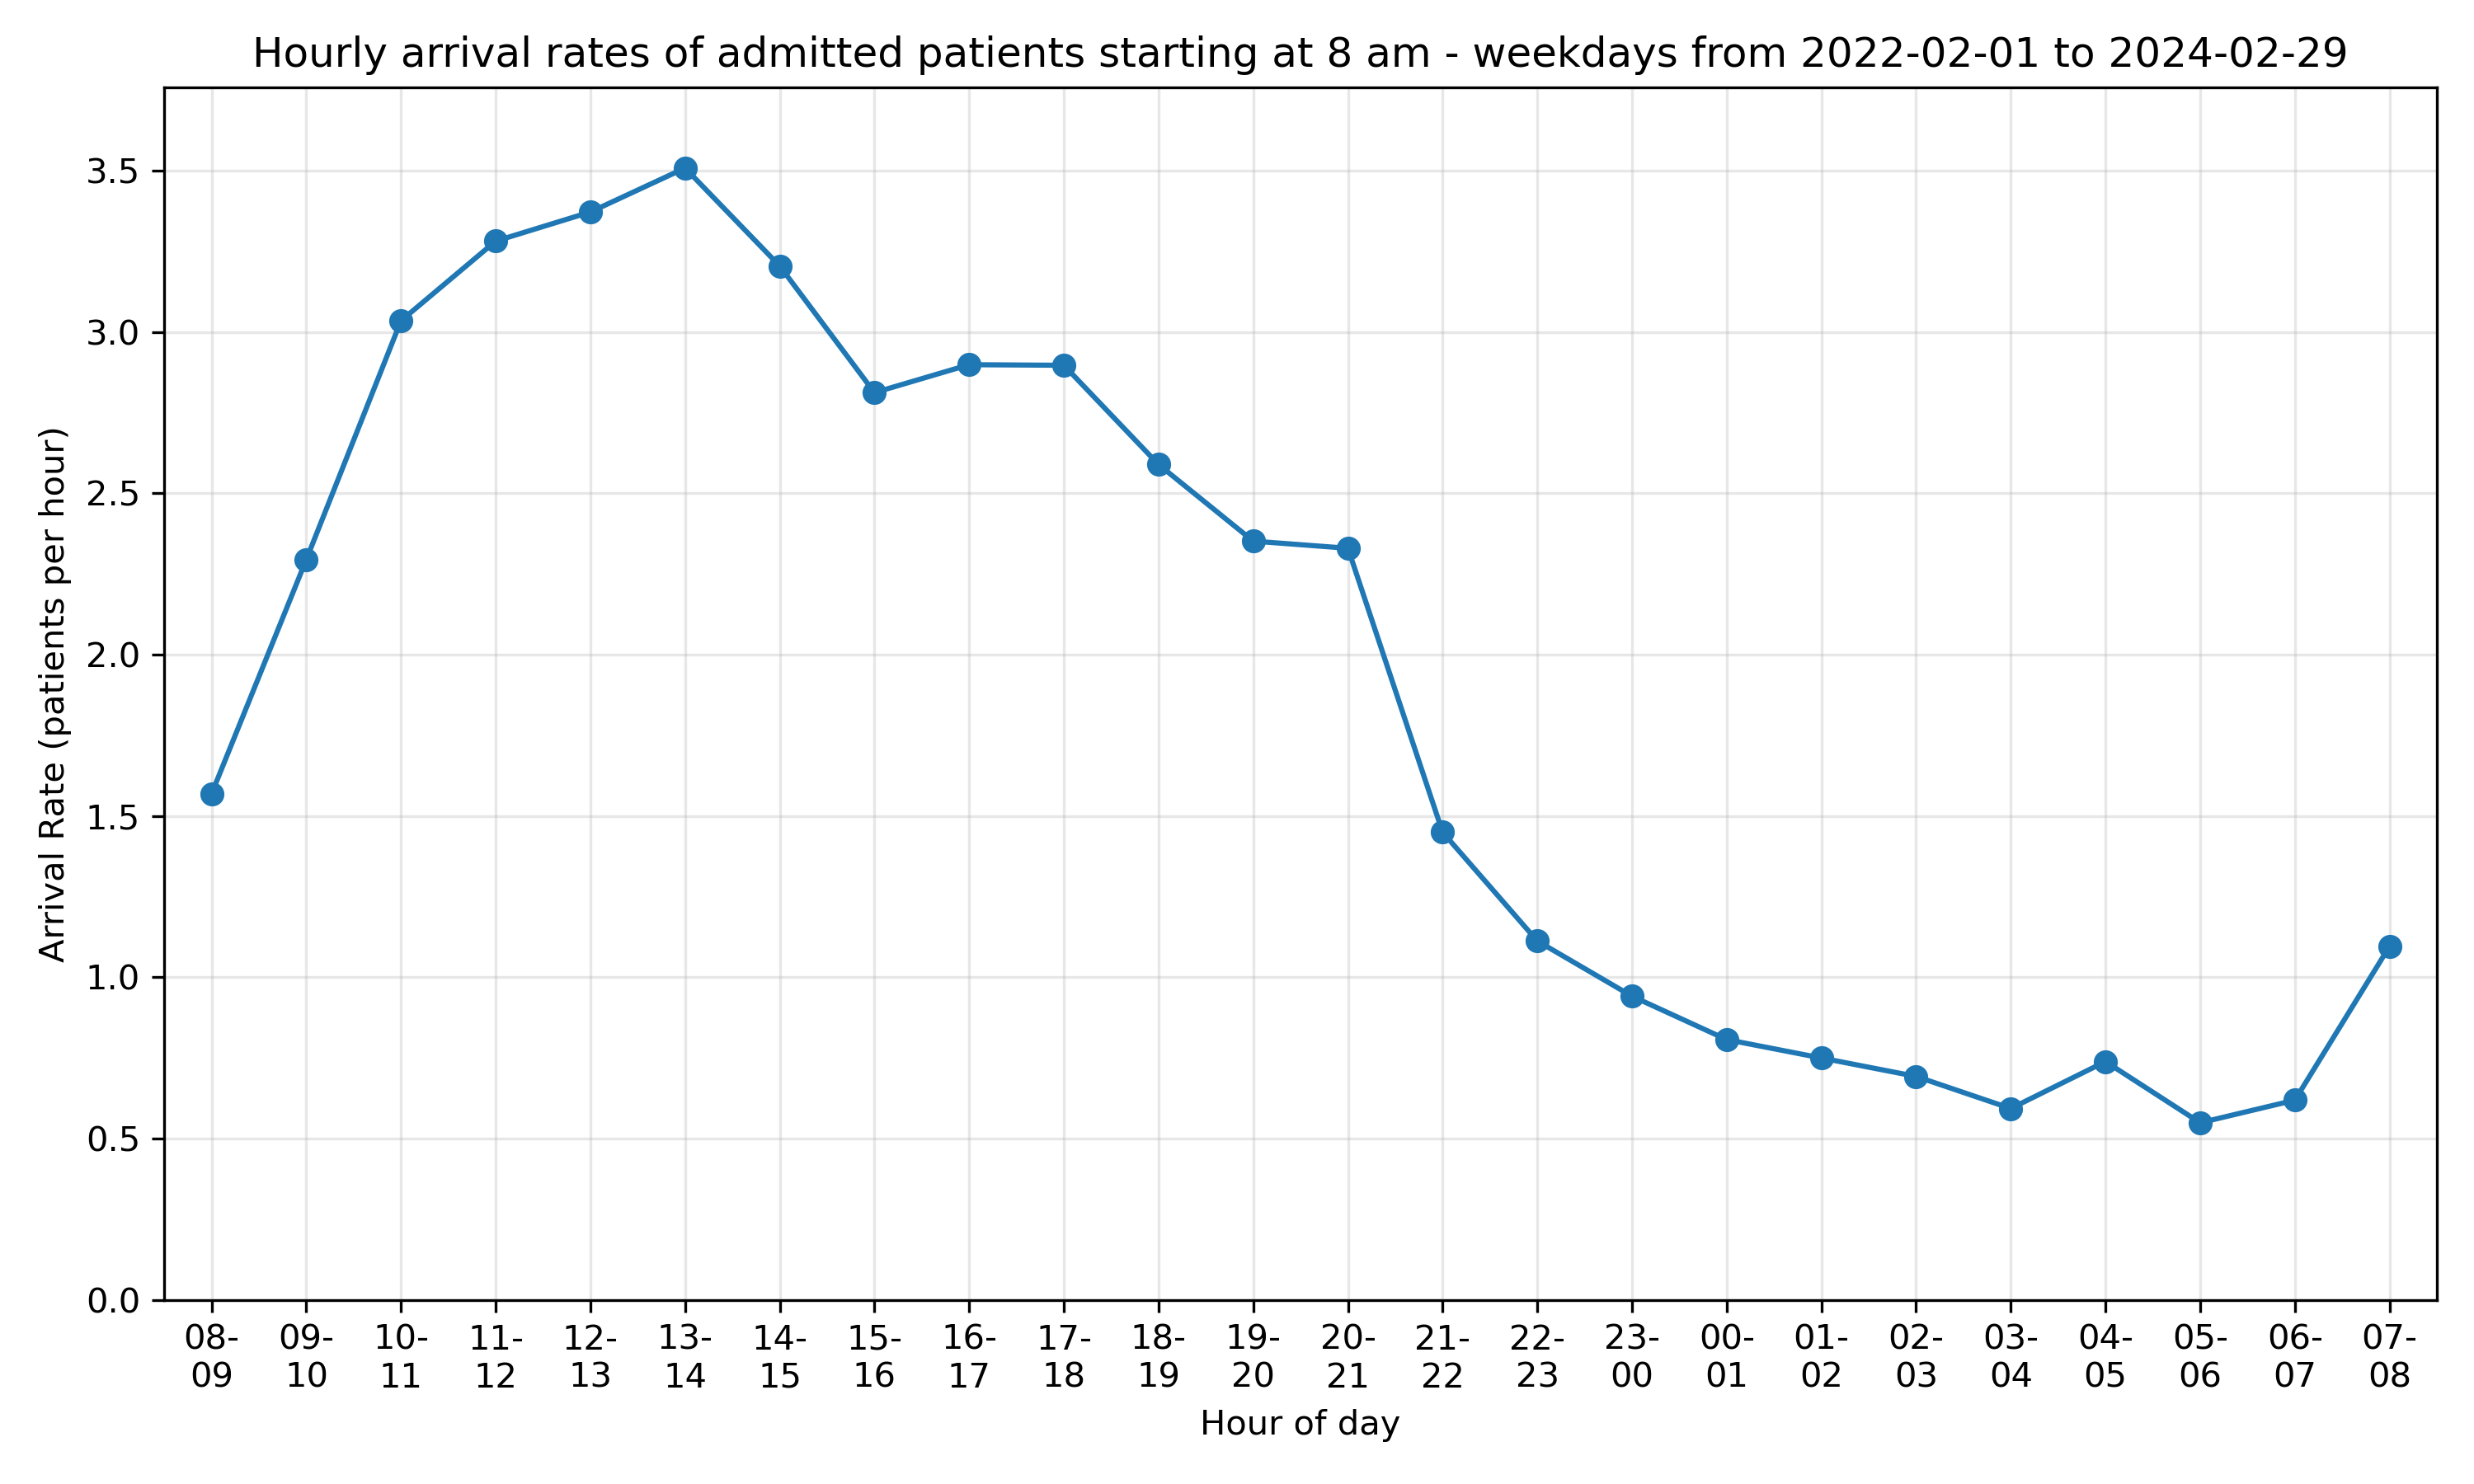 Hourly arrival rates of admitted patients starting at 8 am - weekdays from 2022-02-01 to 2024-02-29
Arrival Rate (patients per hour)
3.5
3.0
2.5
2.0
1.5
1.0
0.5
0.0
08- 09- 10- 11- 12- 13- 14- 15- 16- 17- 18- 19- 20- 21- 22- 23- 00- 01- 02- 03- 04- 05- 06- 07-
09 10 11 12 13 14 15 16 17 18 19 20 21 22 23 00 01 02 03 04 05 06 07 08
Hour of day